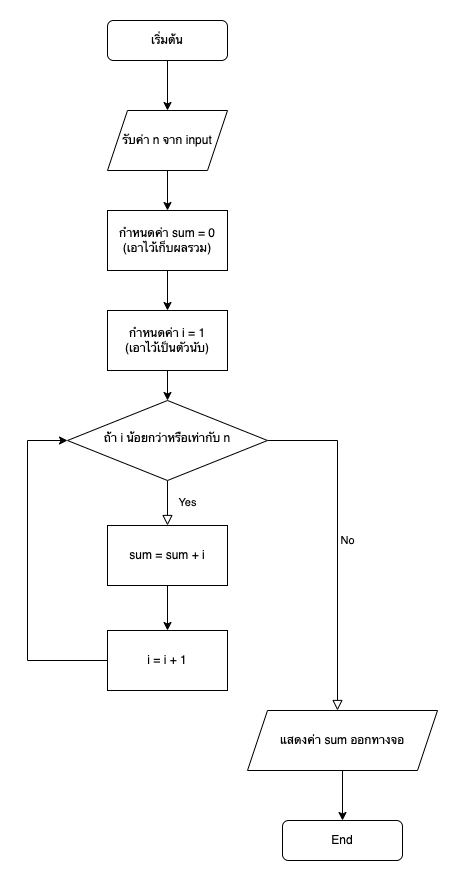 เริ่มต้น
รับค่า n จาก input
กำหนดค่า sum = 0
(เอาไว้เก็บผลรวม)
กำหนดค่า i = 1
(เอาไว้เป็นตัวนับ)
ถ้า i น้อยกว่าหรือเท่ากับ n
Yes
sum = sum + i
No
i = i + 1
แสดงค่า sum ออกทางจอ
End